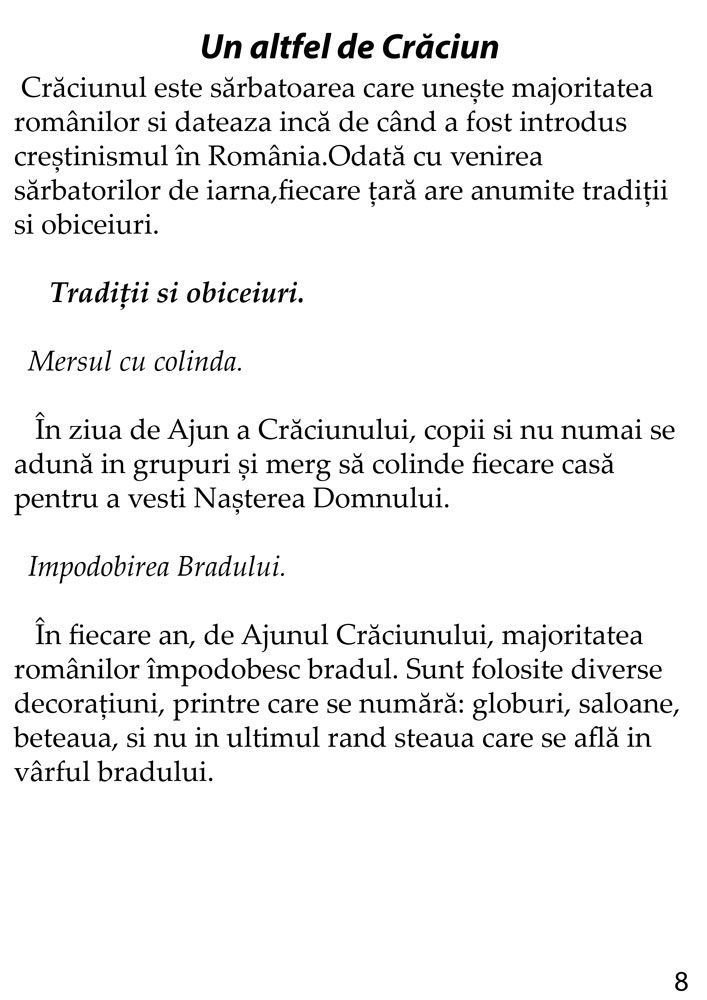 Un altfel de Crăciun
Crăciunul este sărbatoarea care unește majoritatea
românilor si dateaza incă de când a fost introdus
creștinismul în România.Odată cu venirea
sărbatorilor de iarna,fiecare țară are anumite tradiții
si obiceiuri.
Tradiții si obiceiuri.
Mersul cu colinda.
În ziua de Ajun a Crăciunului, copii si nu numai se
adună in grupuri și merg să colinde fiecare casă
pentru a vesti Nașterea Domnului.
Impodobirea Bradului.
În fiecare an, de Ajunul Crăciunului, majoritatea
românilor împodobesc bradul. Sunt folosite diverse
decorațiuni, printre care se numără: globuri, saloane,
beteaua, si nu in ultimul rand steaua care se află in
vârful bradului.
8